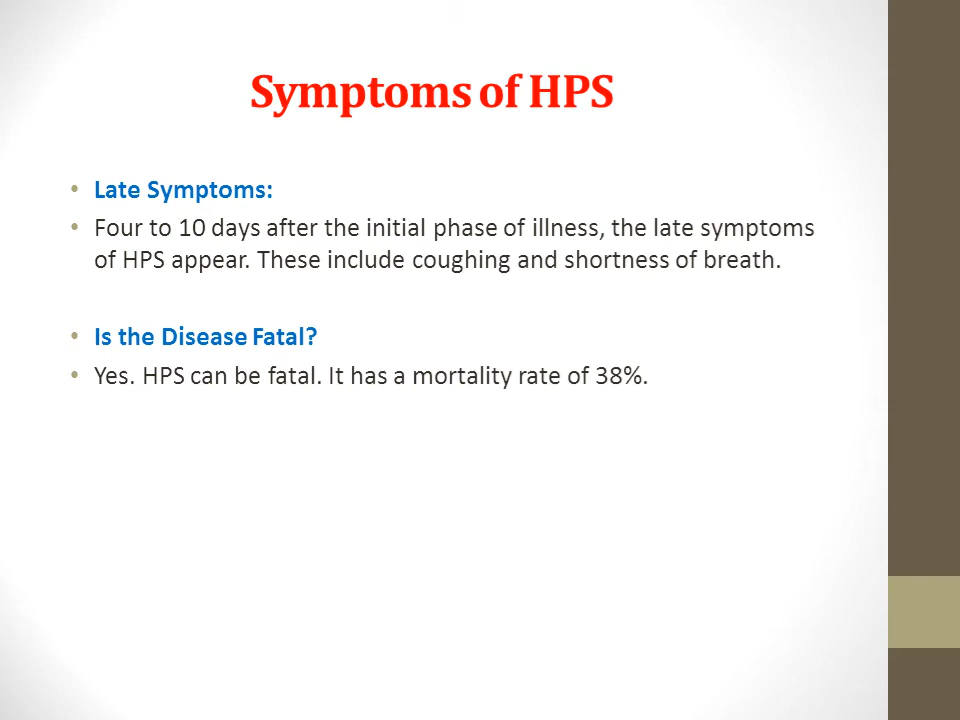 Symptoms of HPS
• Late Symptoms:
• Four to 10 days after the initial phase of illness, the late symptoms
of HPS appear. These include coughing and shortness of breath.
• Is the Disease Fatal?
• Yes. HPS can be fatal. It has a mortality rate of 38%.